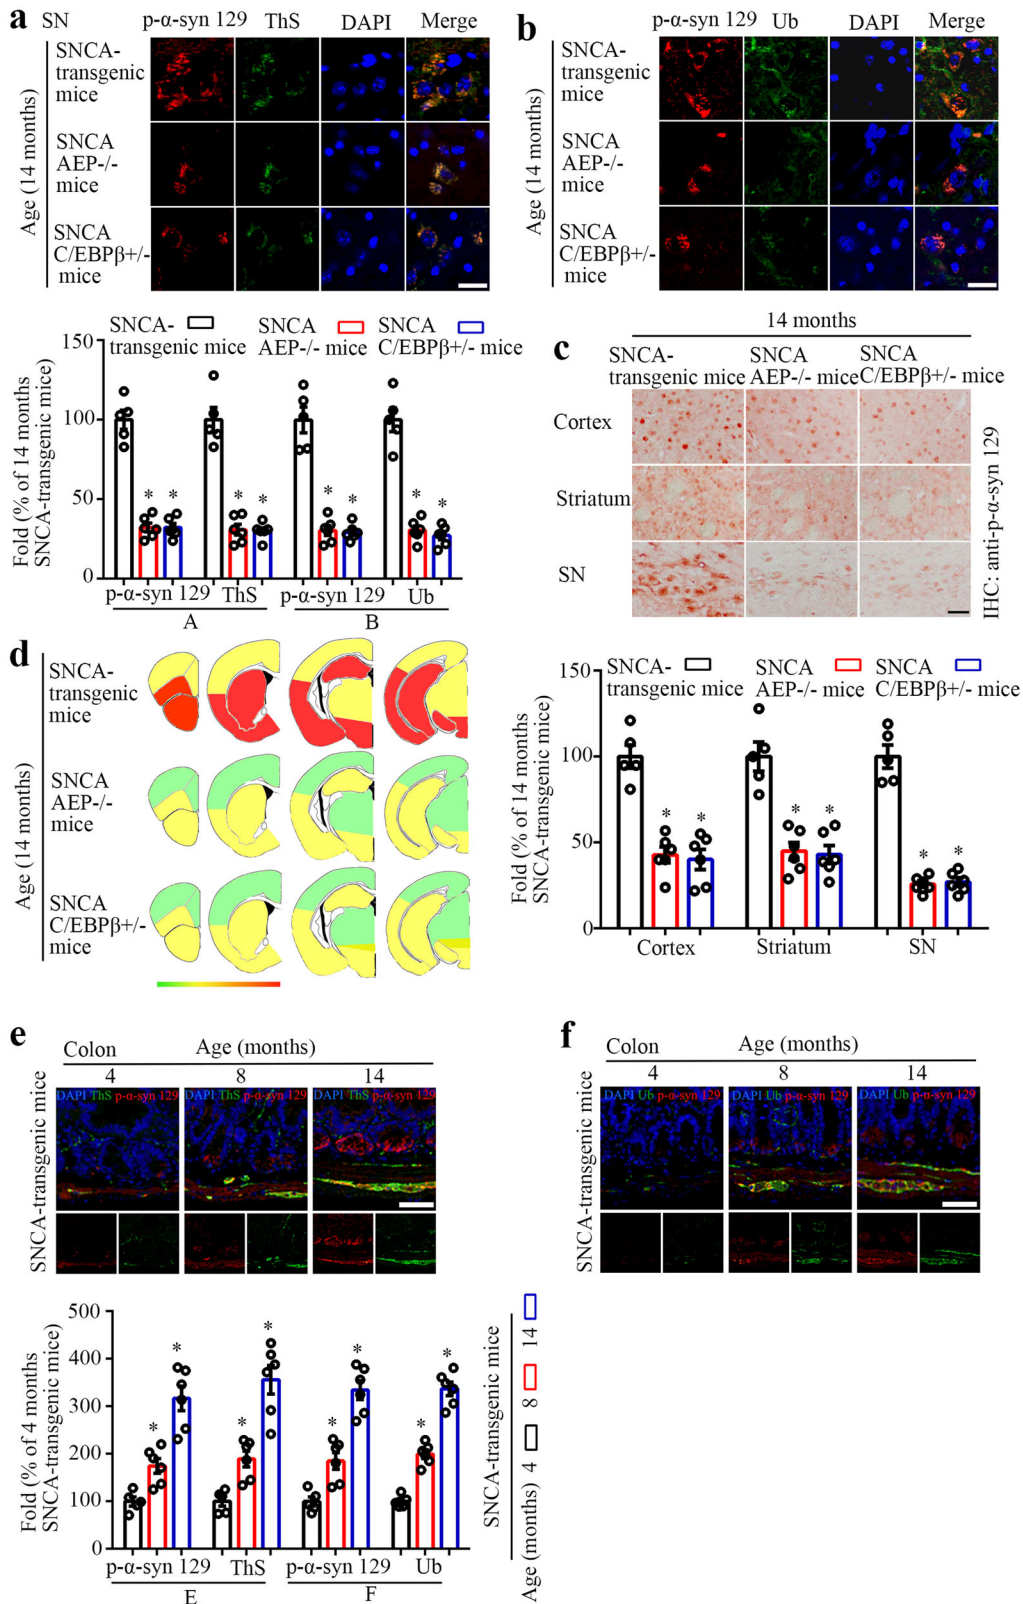 a SN p-α-syn 129 ThS DAPI Merge
Age (14 months)
SNCA-
transgenic
mice
SNCA
AEP-/-
mice
SNCA
C/EBPβ+/-
mice
b p-α-syn 129 Ub DAPI Merge
Age (14 months)
SNCA-
transgenic
mice
SNCA
AEP-/-
mice
SNCA
C/EBPβ+/-
mice
SNCA-
transgenic mice
SNCA
AEP-/- mice
SNCA
C/EBPβ+/- mice
Fold (% of 14 months
SNCA-transgenic mice)
150
100
50
0
* * * * * * * *
p-α-syn 129 ThS p-α-syn 129 Ub
A B
c
14 months
SNCA-
transgenic mice
SNCA
AEP-/- mice
SNCA
C/EBPβ+/- mice
Cortex
Striatum
SN
IHC: anti-p-α-syn 129
SNCA-
transgenic mice
SNCA
AEP-/- mice
SNCA
C/EBPβ+/- mice
Fold (% of 14 months
SNCA-transgenic mice)
150
100
50
0
* * * * * *
Cortex Striatum SN
d
Age (14 months)
SNCA-
transgenic
mice
SNCA
AEP-/-
mice
SNCA
C/EBPβ+/-
mice
e
Colon Age (months)
4 8 14
SNCA-transgenic mice
DAPI ThS p-α-syn 129 DAPI ThS p-α-syn 129 DAPI ThS p-α-syn 129
f
Colon Age (months)
4 8 14
SNCA-transgenic mice
DAPI Ub p-α-syn 129 DAPI Ub p-α-syn 129 DAPI Ub p-α-syn 129
Fold (% of 4 months
SNCA-transgenic mice)
500
400
300
200
100
0
* * * * * * * *
p-α-syn 129 ThS p-α-syn 129 Ub
E F
SNCA-transgenic mice
Age (months) 4 8 14